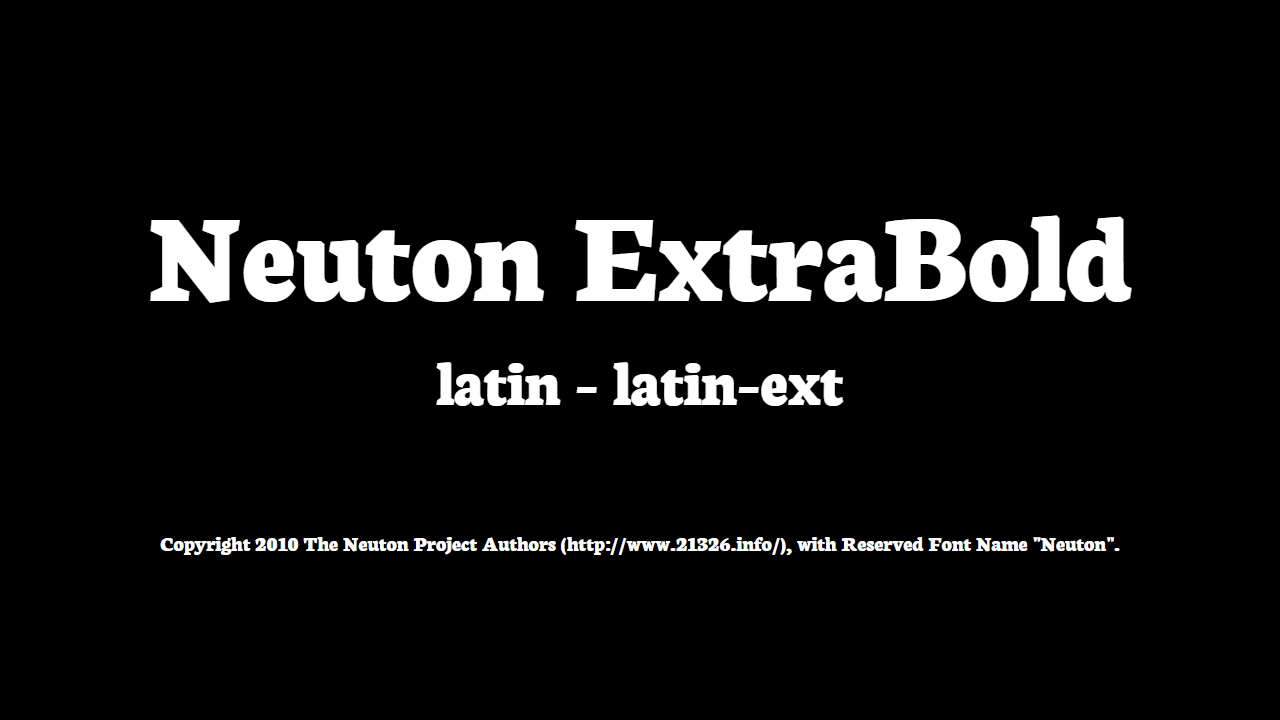 Neuton ExtraBold
latin - latin-ext
Copyright 2010 The Neuton Project Authors (http://www.21326.info/), with Reserved Font Name "Neuton".